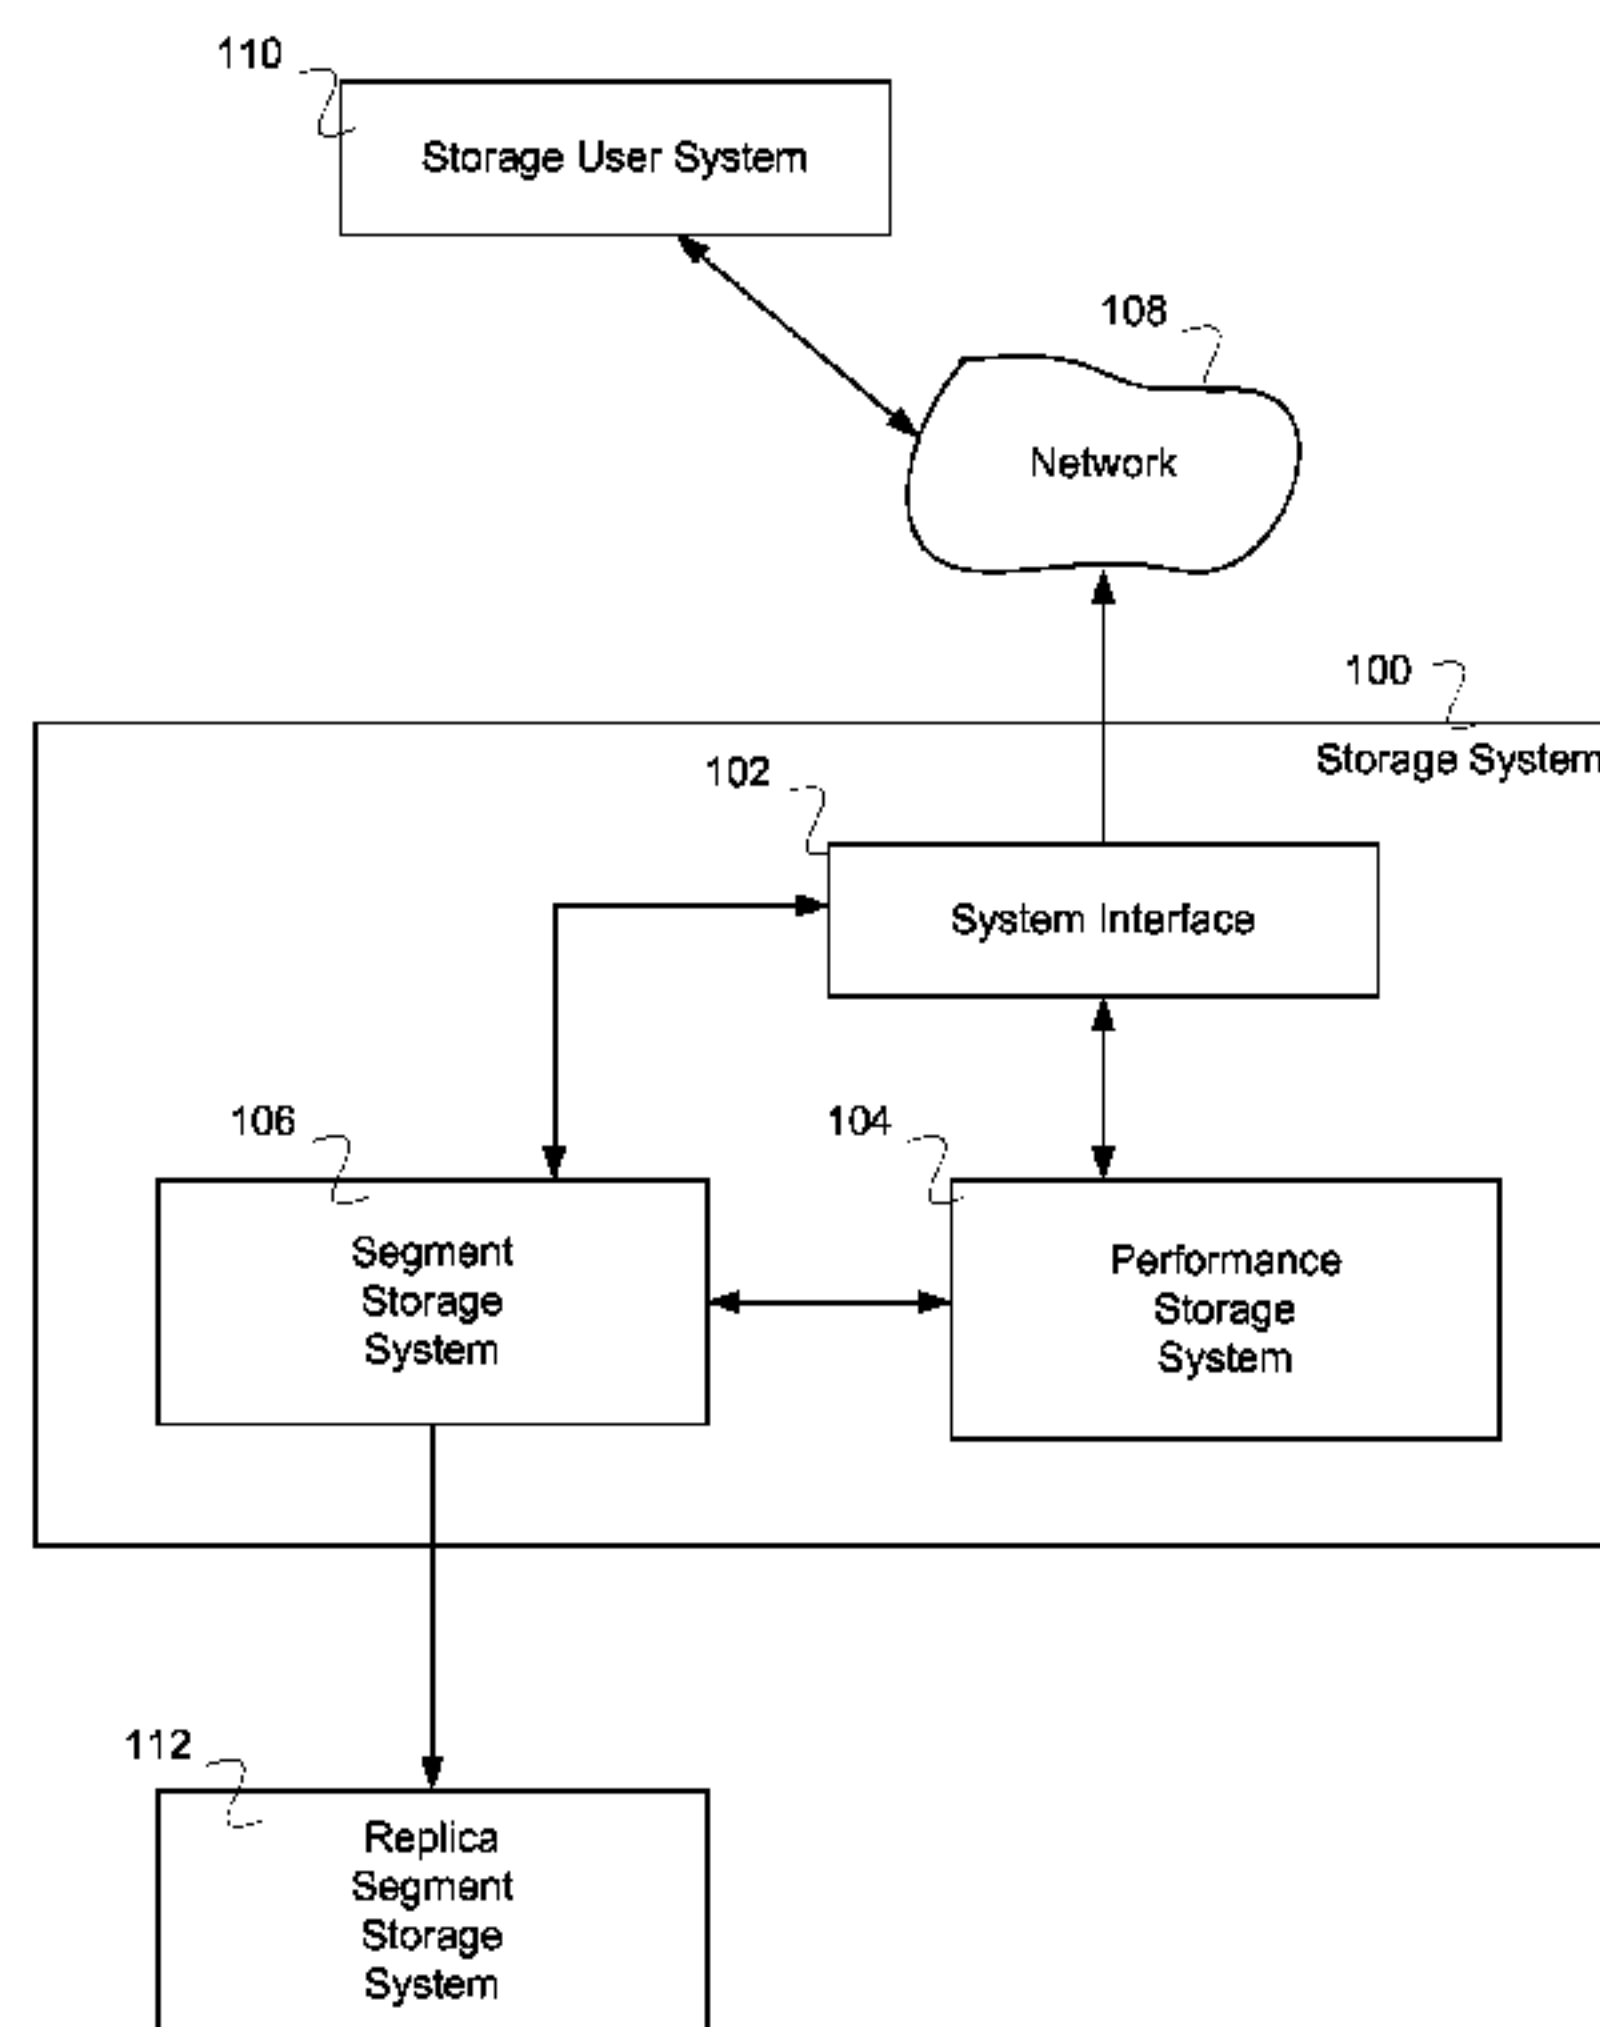 110
Storage User System
108
Network
100
Storage System
102
System Interface
106
104
Segment
Storage
System
Performance
Storage
System
112
Replica
Segment
Storage
System